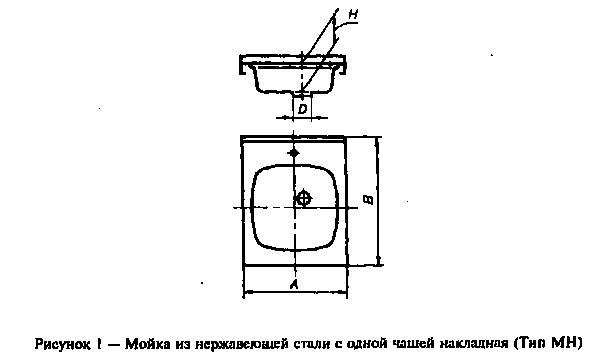 H
D
B
A
Рисунок 1 — Мойка из нержавеющей стали с одной чашей накладная (Тип МН)